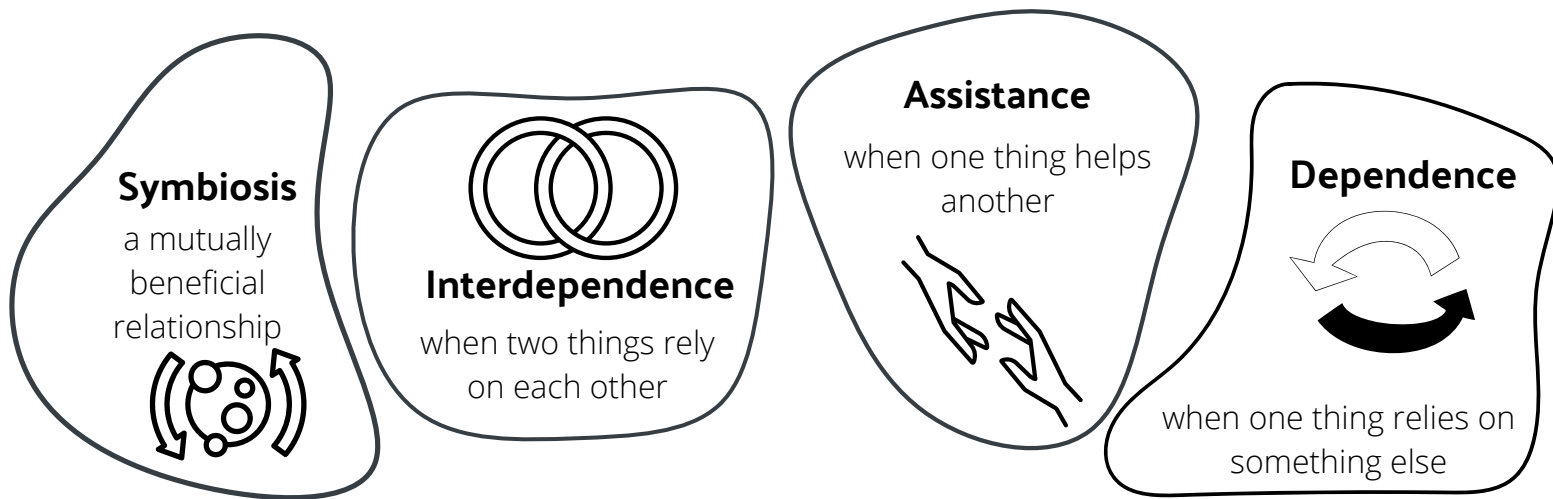 Symbiosis
a mutually
beneficial
relationship
Interdependence
when two things rely
on each other
Assistance
when one thing helps
another
Dependence
when one thing relies on
something else